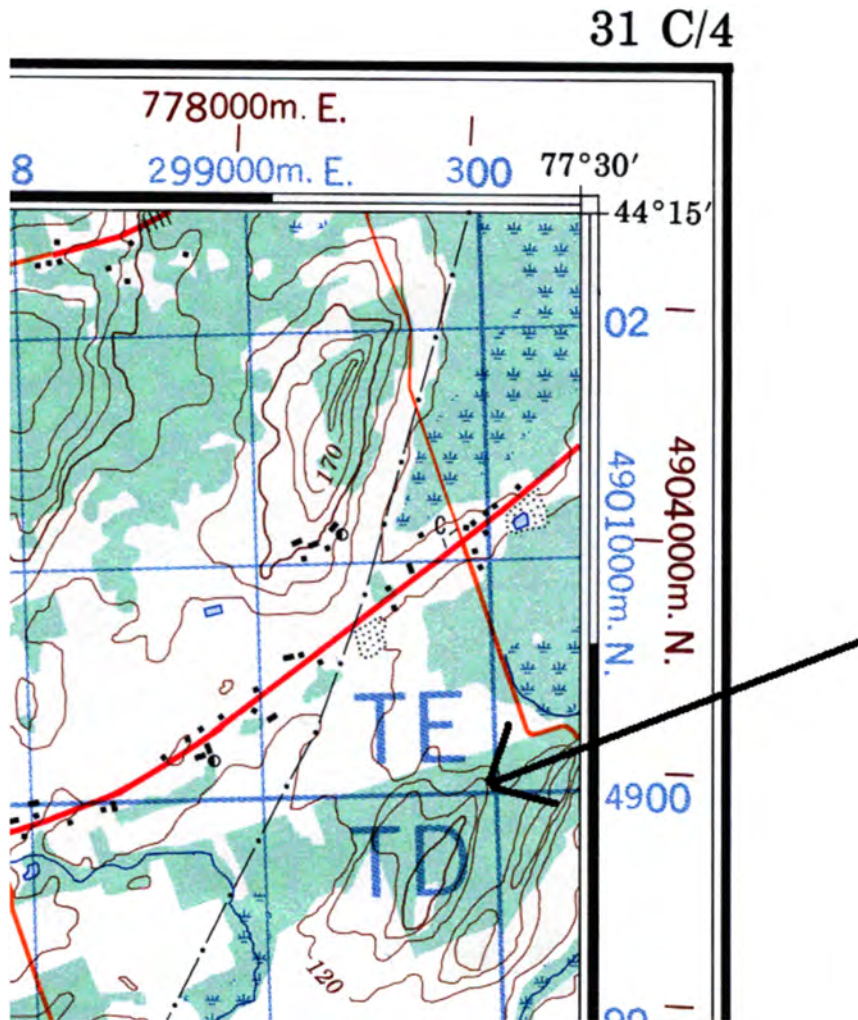 31 C/4
778000m. E.
8 299000m. E. 300 77°30′
44°15′
02
170
4901000m. N.
4904000m. N.
TE
4900
TD
120